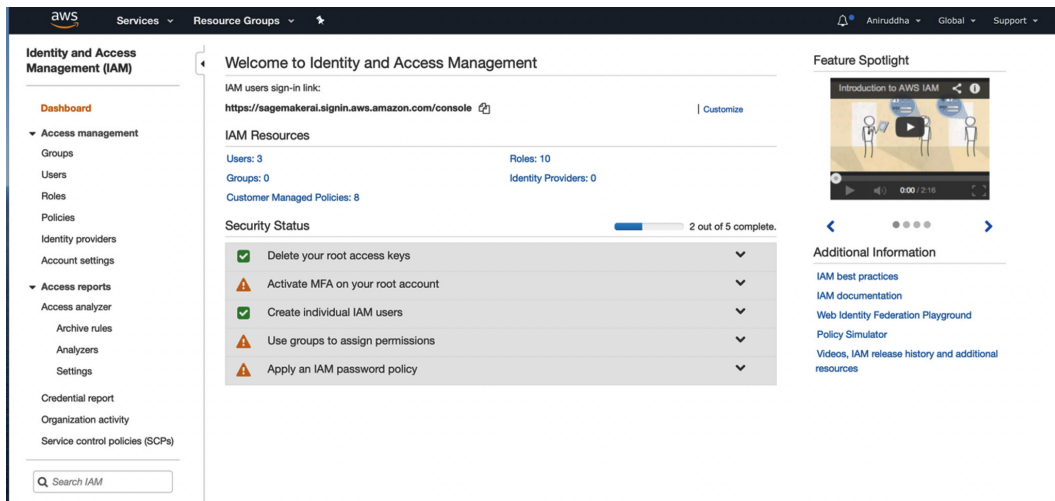 aws Services Resource Groups Aniruddha Global Support
Identity and Access
Management (IAM)
Dashboard
Access management
Groups
Users
Roles
Policies
Identity providers
Account settings
Access reports
Access analyzer
Archive rules
Analyzers
Settings
Credential report
Organization activity
Service control policies (SCPs)
Search IAM
Welcome to Identity and Access Management
IAM users sign-in link:
https://sagemakerai.signin.aws.amazon.com/console | Customize
IAM Resources
Users: 3 Roles: 10
Groups: 0 Identity Providers: 0
Customer Managed Policies: 8
Security Status 2 out of 5 complete.
Delete your root access keys
Activate MFA on your root account
Create individual IAM users
Use groups to assign permissions
Apply an IAM password policy
Feature Spotlight
Introduction to AWS IAM
0:00 / 2:16
Additional Information
IAM best practices
IAM documentation
Web Identity Federation Playground
Policy Simulator
Videos, IAM release history and additional
resources